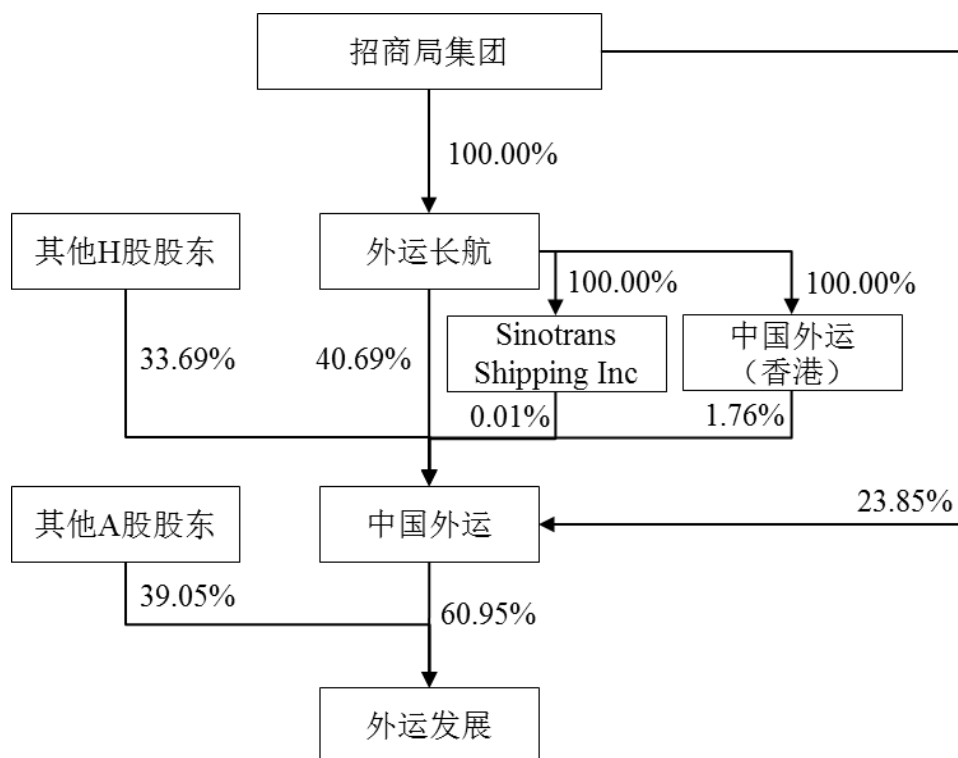 招商局集团
100.00%
其他H股股东
外运长航
100.00%
100.00%
33.69%
40.69%
Sinotrans
Shipping Inc
中国外运
（香港）
0.01%
1.76%
其他A股股东
中国外运
23.85%
39.05%
60.95%
外运发展